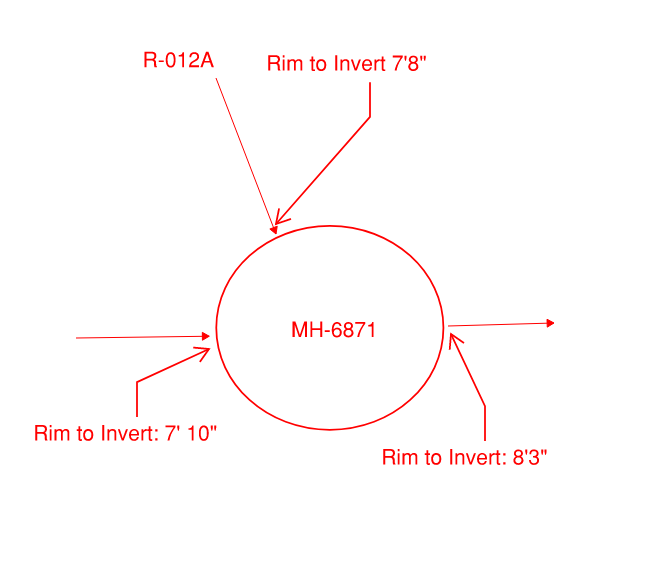 R-012A
Rim to Invert 7'8"
MH-6871
Rim to Invert: 7' 10"
Rim to Invert: 8'3"